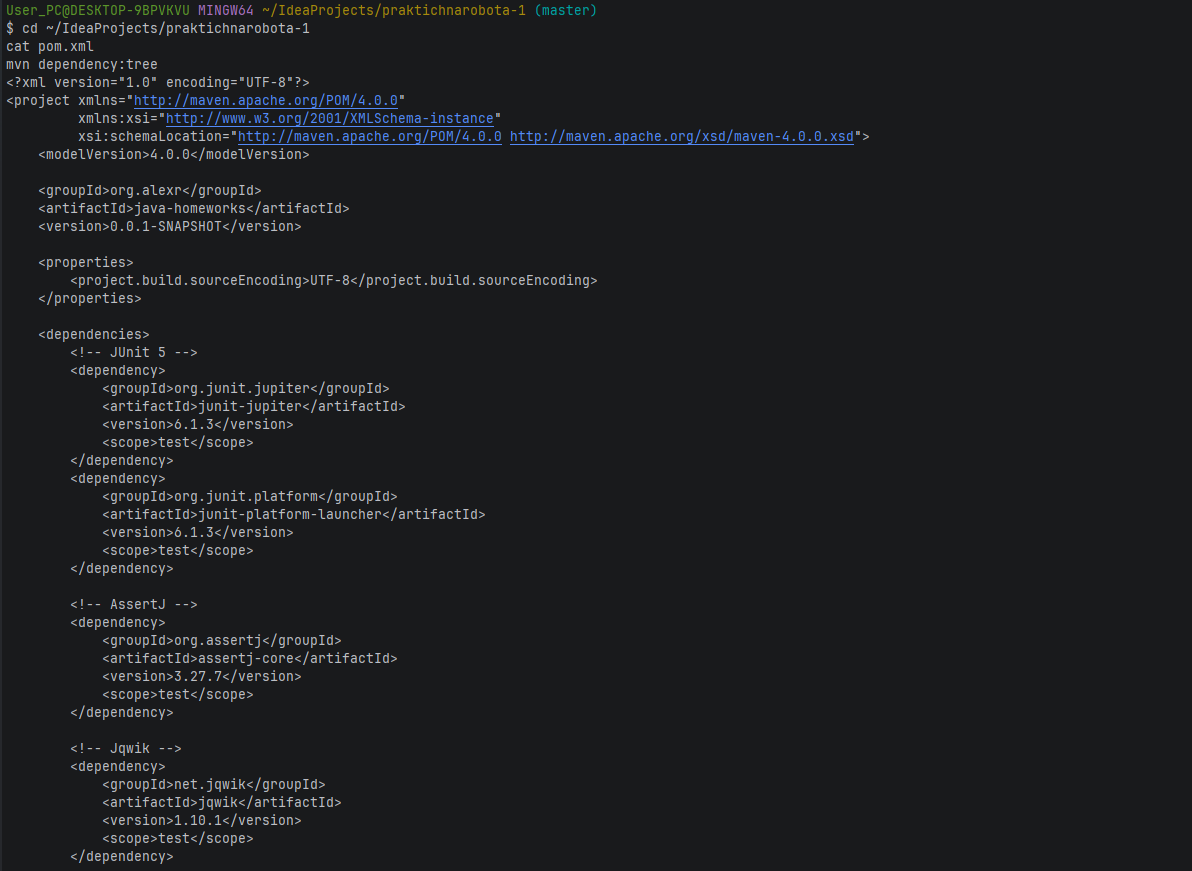 User_PC@DESKTOP-9BPVKVU MINGW64 ~/IdeaProjects/praktichnarobota-1 (master)
$ cd ~/IdeaProjects/praktichnarobota-1
cat pom.xml
mvn dependency:tree
<?xml version="1.0" encoding="UTF-8"?>
<project xmlns="http://maven.apache.org/POM/4.0.0"
         xmlns:xsi="http://www.w3.org/2001/XMLSchema-instance"
         xsi:schemaLocation="http://maven.apache.org/POM/4.0.0 http://maven.apache.org/xsd/maven-4.0.0.xsd">
    <modelVersion>4.0.0</modelVersion>

    <groupId>org.alexr</groupId>
    <artifactId>java-homeworks</artifactId>
    <version>0.0.1-SNAPSHOT</version>

    <properties>
        <project.build.sourceEncoding>UTF-8</project.build.sourceEncoding>
    </properties>

    <dependencies>
        <!-- JUnit 5 -->
        <dependency>
            <groupId>org.junit.jupiter</groupId>
            <artifactId>junit-jupiter</artifactId>
            <version>6.1.3</version>
            <scope>test</scope>
        </dependency>
        <dependency>
            <groupId>org.junit.platform</groupId>
            <artifactId>junit-platform-launcher</artifactId>
            <version>6.1.3</version>
            <scope>test</scope>
        </dependency>

        <!-- AssertJ -->
        <dependency>
            <groupId>org.assertj</groupId>
            <artifactId>assertj-core</artifactId>
            <version>3.27.7</version>
            <scope>test</scope>
        </dependency>

        <!-- Jqwik -->
        <dependency>
            <groupId>net.jqwik</groupId>
            <artifactId>jqwik</artifactId>
            <version>1.10.1</version>
            <scope>test</scope>
        </dependency>